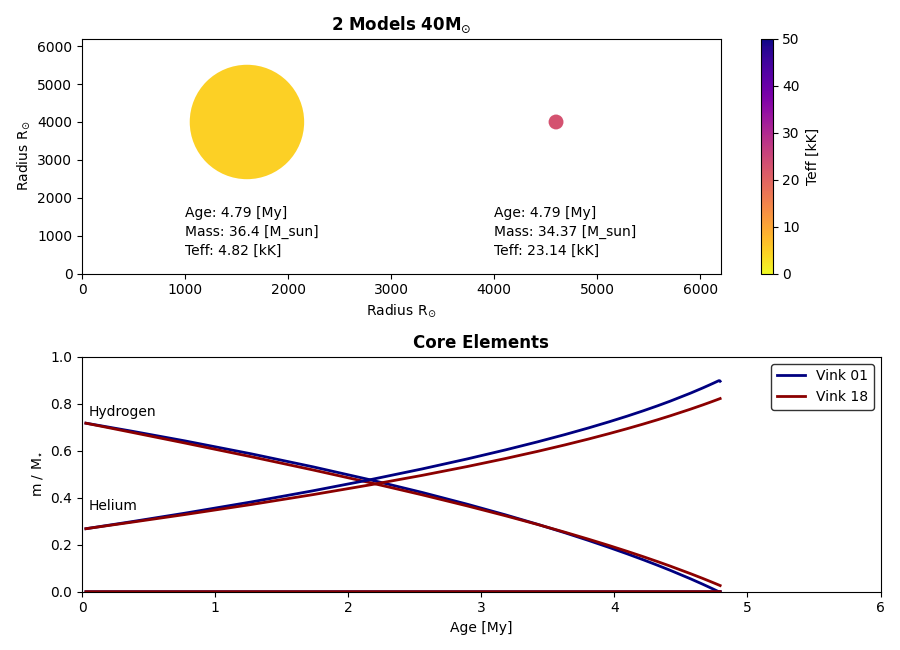 2 Models 40M☉
6000
5000
4000
3000
2000
1000
0
Radius R☉
Age: 4.79 [My]
Mass: 36.4 [M_sun]
Teff: 4.82 [kK]
Age: 4.79 [My]
Mass: 34.37 [M_sun]
Teff: 23.14 [kK]
0 1000 2000 3000 4000 5000 6000
Radius R☉
50
40
30
20
10
0
Teff [kK]
Core Elements
1.0
0.8
0.6
0.4
0.2
0.0
m / M⋆
Hydrogen
Helium
Vink 01
Vink 18
0 1 2 3 4 5 6
Age [My]